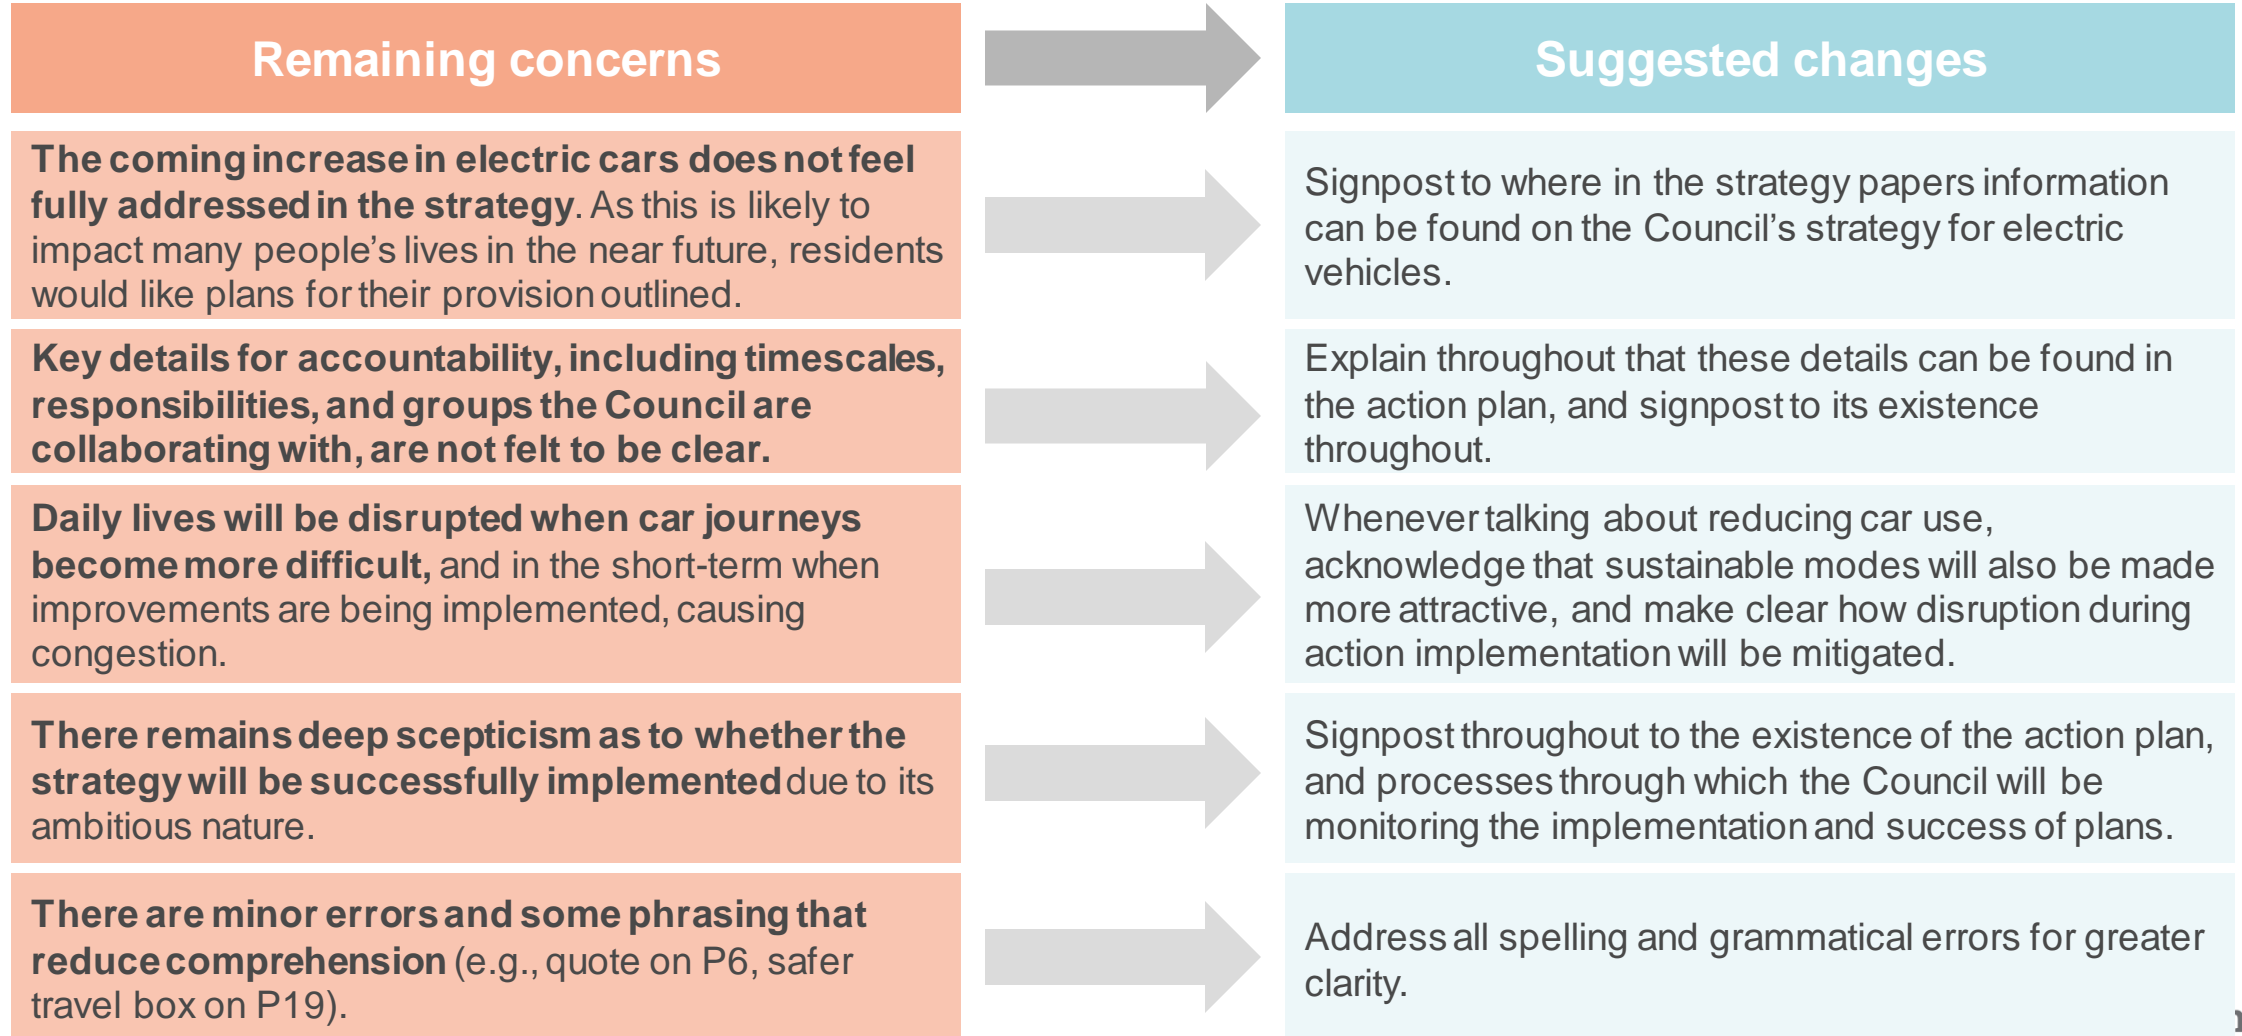 Remaining concerns
Suggested changes
The coming increase in electric cars does not feel
fully addressed in the strategy. As this is likely to
impact many people’s lives in the near future, residents
would like plans for their provision outlined.
Signpost to where in the strategy papers information
can be found on the Council’s strategy for electric
vehicles.
Key details for accountability, including timescales,
responsibilities, and groups the Council are
collaborating with, are not felt to be clear.
Explain throughout that these details can be found in
the action plan, and signpost to its existence
throughout.
Daily lives will be disrupted when car journeys
become more difficult, and in the short-term when
improvements are being implemented, causing
congestion.
Whenever talking about reducing car use,
acknowledge that sustainable modes will also be made
more attractive, and make clear how disruption during
action implementation will be mitigated.
There remains deep scepticism as to whether the
strategy will be successfully implemented due to its
ambitious nature.
Signpost throughout to the existence of the action plan,
and processes through which the Council will be
monitoring the implementation and success of plans.
There are minor errors and some phrasing that
reduce comprehension (e.g., quote on P6, safer
travel box on P19).
Address all spelling and grammatical errors for greater
clarity.